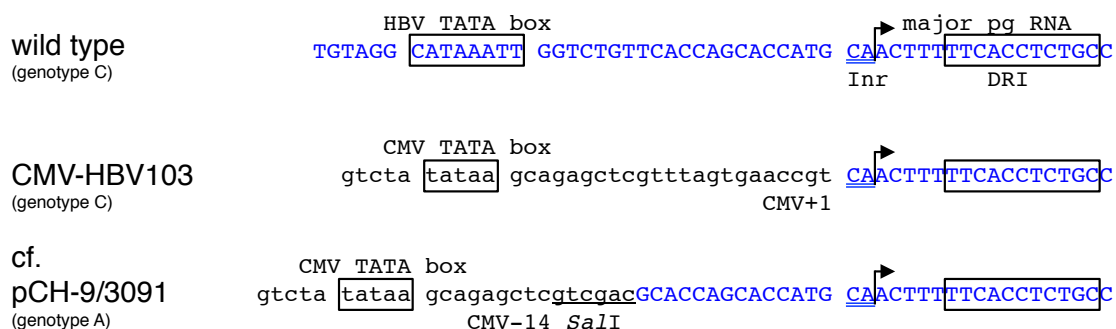 HBV TATA box major pg RNA
wild type TGTAGG CATAAATT GGTCTGTTCACCAGCACCATG CAACTTTTTCACCTCTGCC
(genotype C) Inr DRI
CMV TATA box
CMV-HBV103 gtcta tataa gcagagctcgtttagtgaaccgt CAACTTTTTCACCTCTGCC
(genotype C) CMV+1
cf.
CMV TATA box
pCH-9/3091 gtcta tataa gcagagctcgtcgacGCACCAGCACCATG CAACTTTTTCACCTCTGCC
(genotype A) CMV-14 SalI